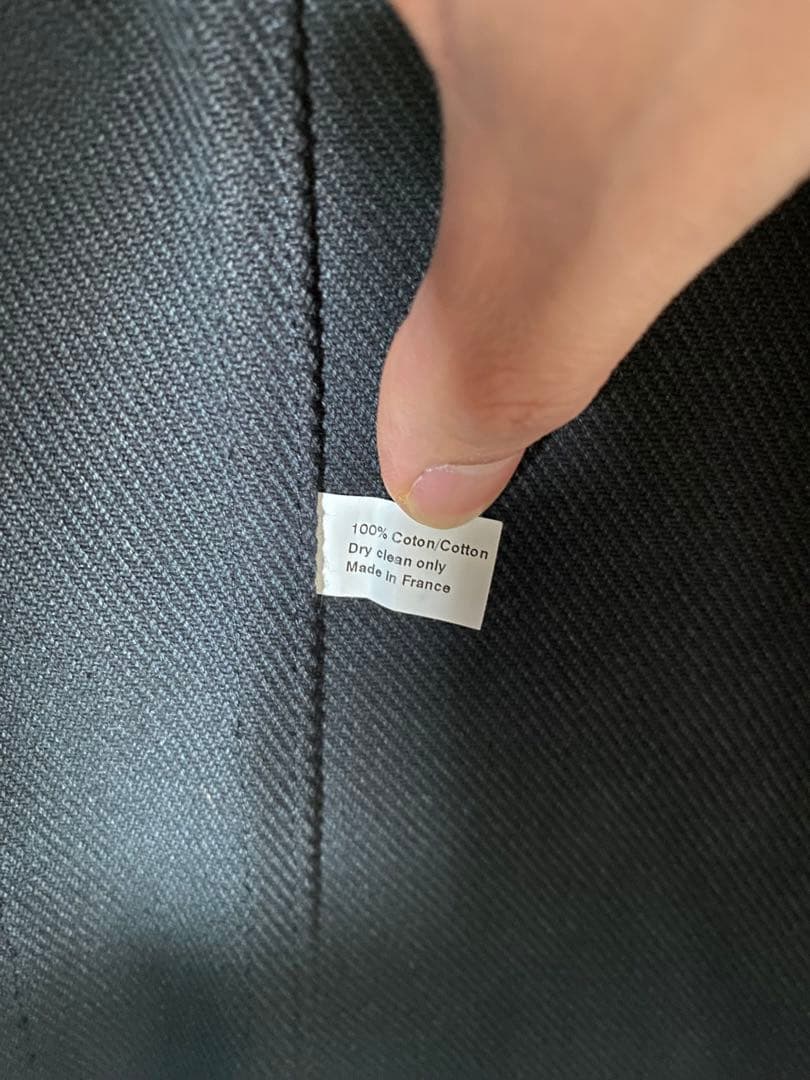 100% Coton/Cotton
Dry clean only
Made in France